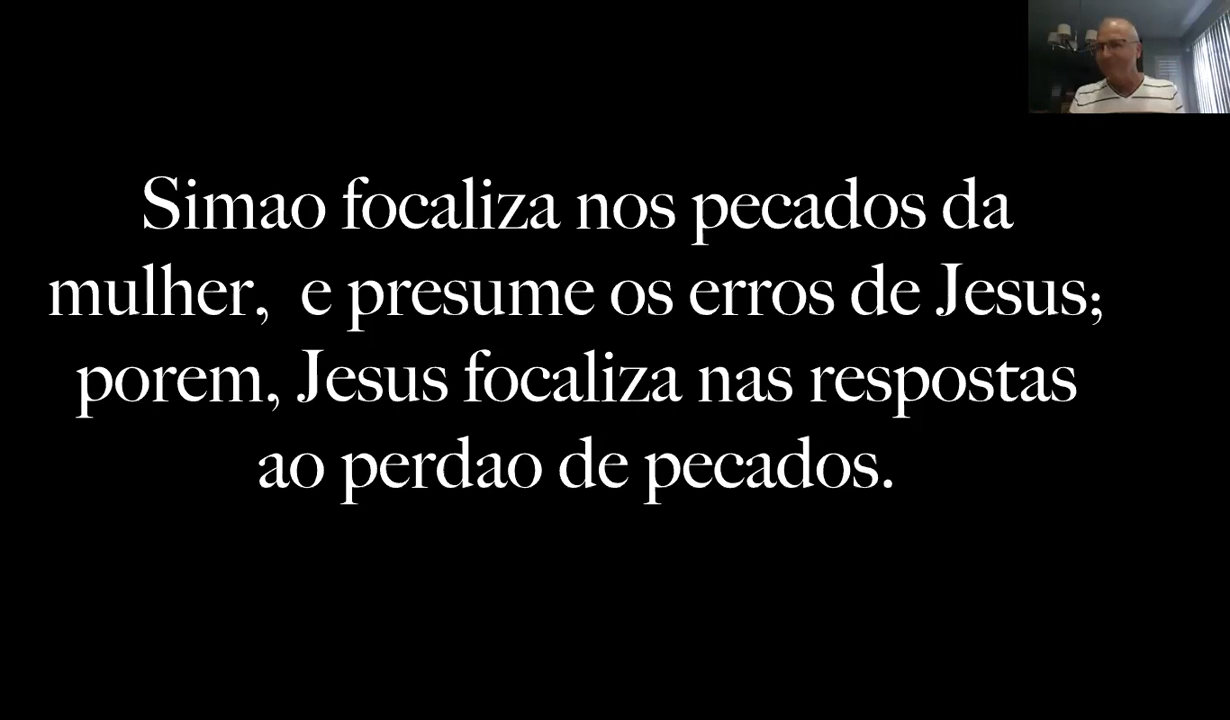 Simao focaliza nos pecados da
mulher,  e presume os erros de Jesus;
porem, Jesus focaliza nas respostas
ao perdao de pecados.